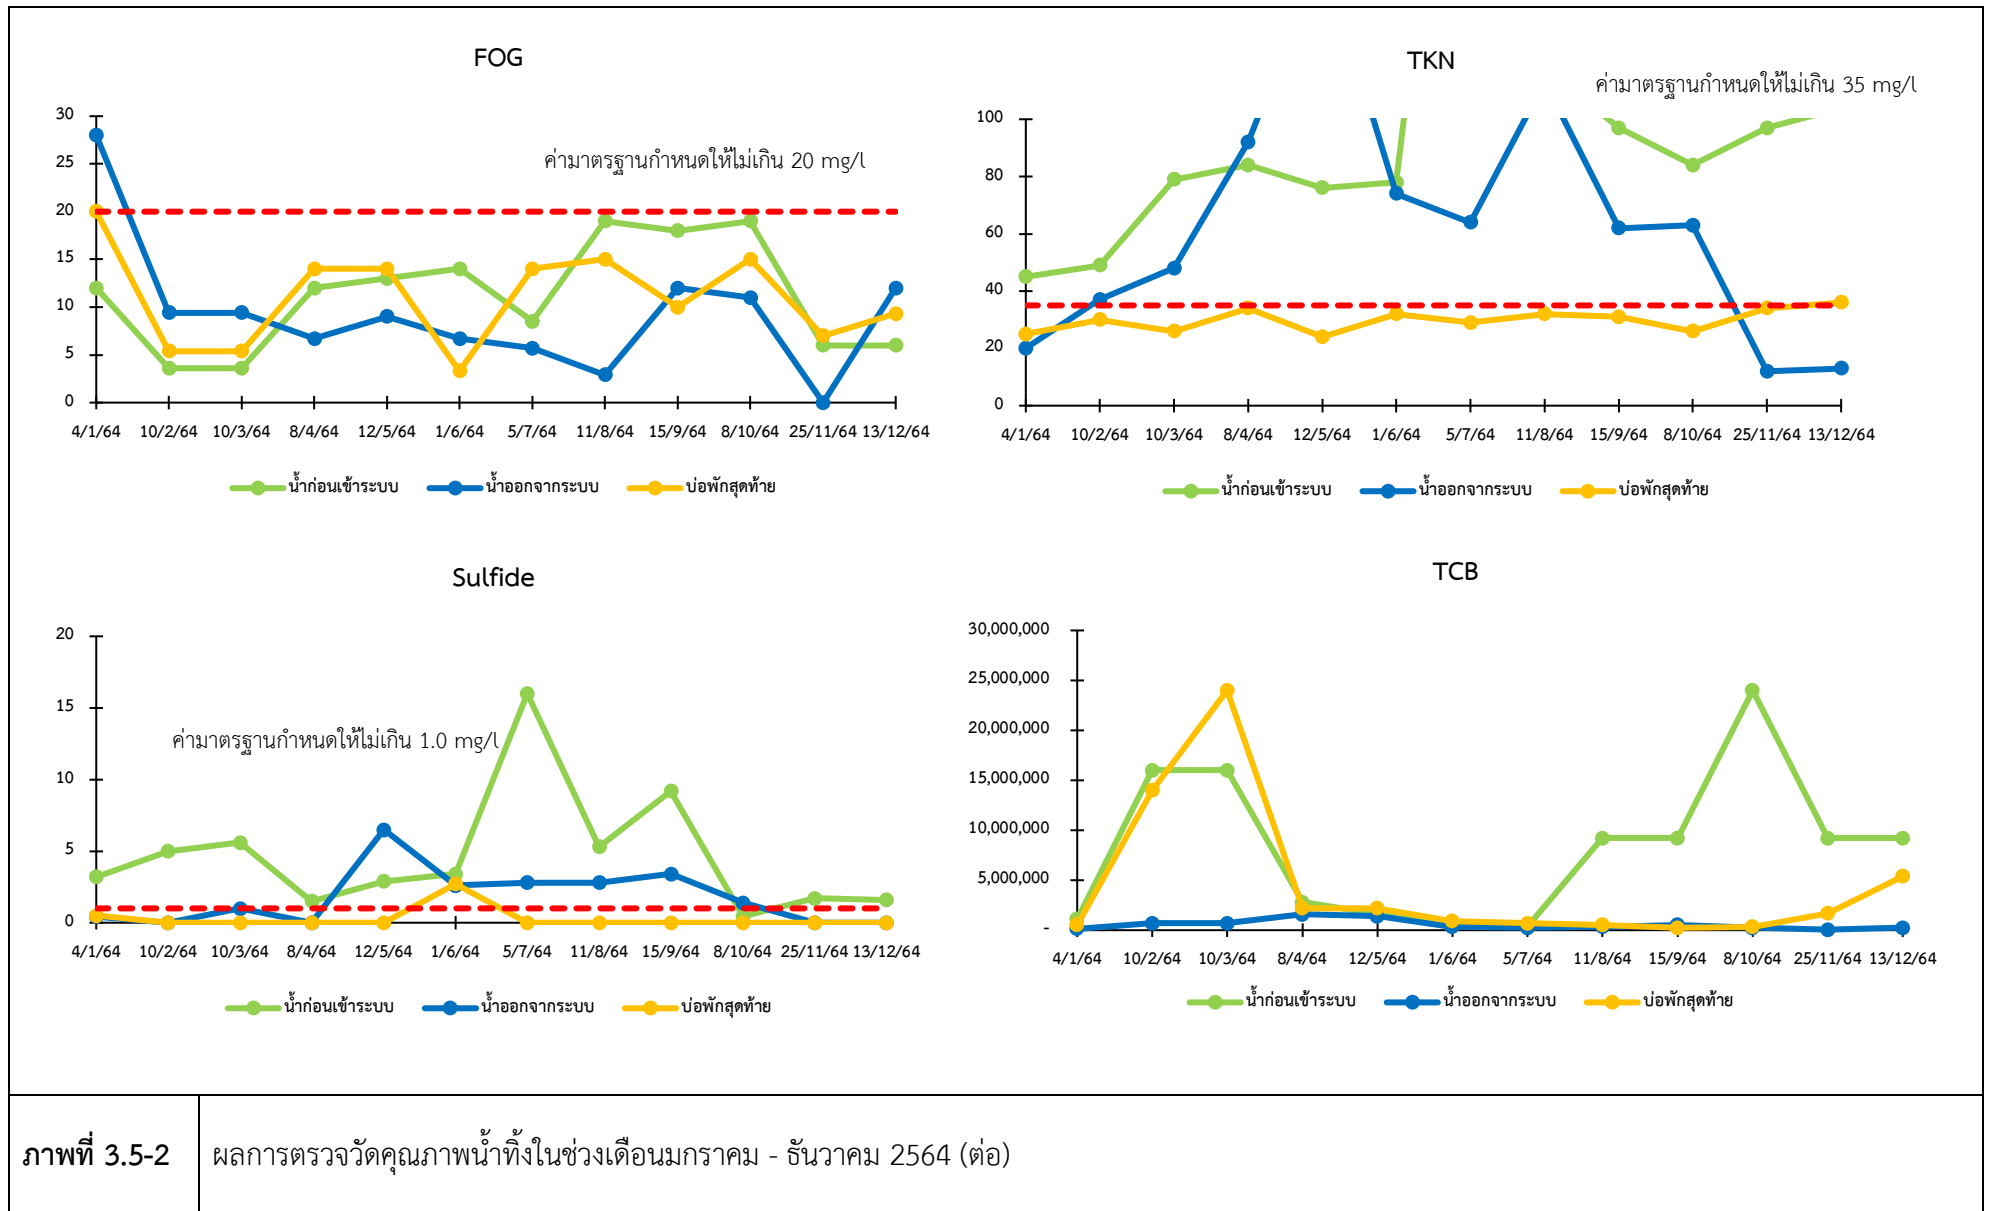 FOG
ค่ามาตรฐานกำหนดให้ไม่เกิน 20 mg/l
30
25
20
15
10
5
0
4/1/64 10/2/64 10/3/64 8/4/64 12/5/64 1/6/64 5/7/64 11/8/64 15/9/64 8/10/64 25/11/64 13/12/64
น้ำก่อนเข้าระบบ น้ำออกจากระบบ บ่อพักสุดท้าย
TKN
ค่ามาตรฐานกำหนดให้ไม่เกิน 35 mg/l
100
80
60
40
20
0
4/1/64 10/2/64 10/3/64 8/4/64 12/5/64 1/6/64 5/7/64 11/8/64 15/9/64 8/10/64 25/11/64 13/12/64
น้ำก่อนเข้าระบบ น้ำออกจากระบบ บ่อพักสุดท้าย
Sulfide
20
15
ค่ามาตรฐานกำหนดให้ไม่เกิน 1.0 mg/l
10
5
0
4/1/64 10/2/64 10/3/64 8/4/64 12/5/64 1/6/64 5/7/64 11/8/64 15/9/64 8/10/64 25/11/64 13/12/64
น้ำก่อนเข้าระบบ น้ำออกจากระบบ บ่อพักสุดท้าย
TCB
30,000,000
25,000,000
20,000,000
15,000,000
10,000,000
5,000,000
-
4/1/64 10/2/64 10/3/64 8/4/64 12/5/64 1/6/64 5/7/64 11/8/64 15/9/64 8/10/64 25/11/64 13/12/64
น้ำก่อนเข้าระบบ น้ำออกจากระบบ บ่อพักสุดท้าย
ภาพที่ 3.5-2 ผลการตรวจวัดคุณภาพน้ำทิ้งในช่วงเดือนมกราคม - ธันวาคม 2564 (ต่อ)